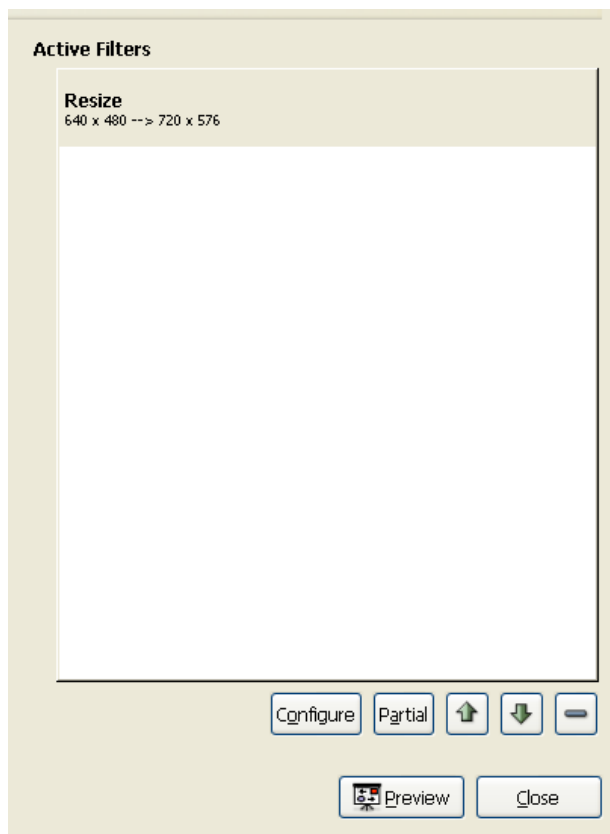 Active Filters
Resize
640 x 480 --> 720 x 576
Configure Partial
Preview Close